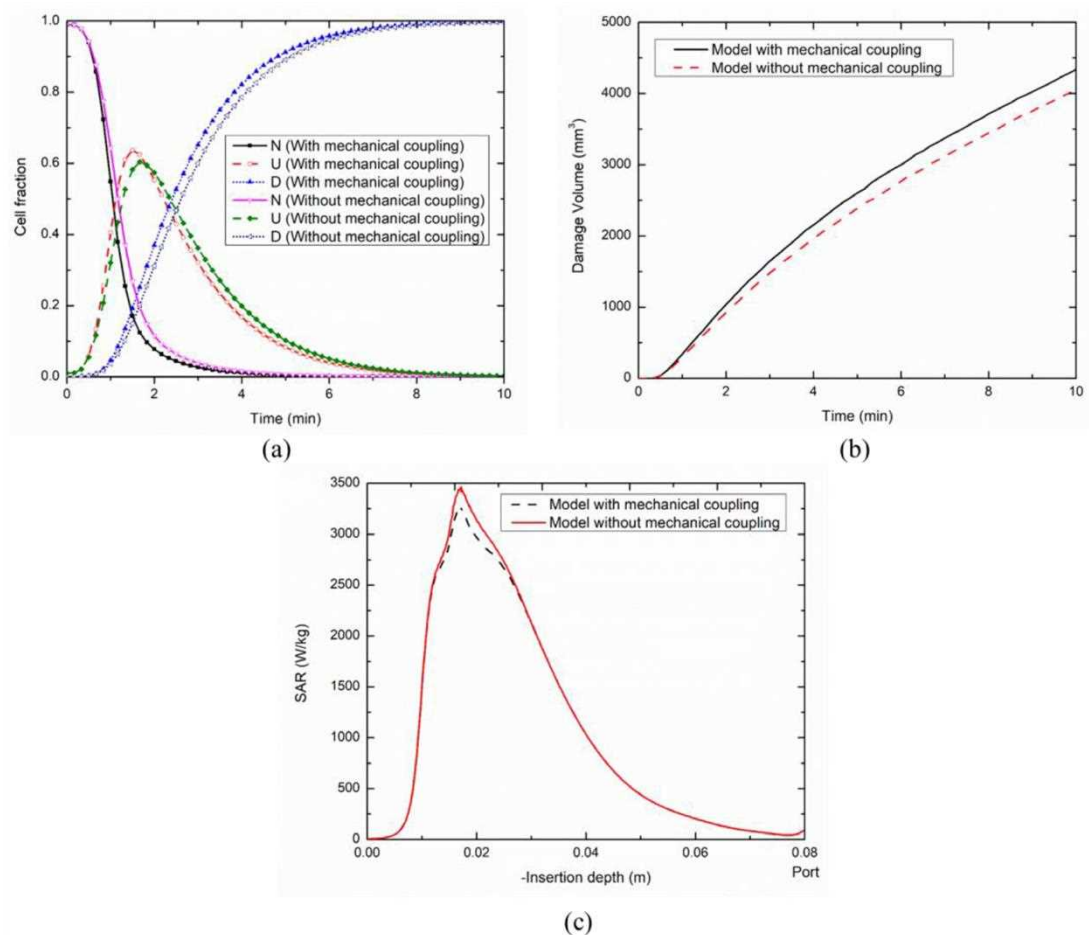 1.0
0.8
0.6
0.4
0.2
0.0
Cell fraction
N (With mechanical coupling)
U (With mechanical coupling)
D (With mechanical coupling)
N (Without mechanical coupling)
U (Without mechanical coupling)
D (Without mechanical coupling)
0 2 4 6 8 10
Time (min)
(a)
5000
4000
3000
2000
1000
0
Damage Volume (mm³)
Model with mechanical coupling
Model without mechanical coupling
0 2 4 6 8 10
Time (min)
(b)
3500
3000
2500
2000
1500
1000
500
0
SAR (W/kg)
Model with mechanical coupling
Model without mechanical coupling
0.00 0.02 0.04 0.06 0.08
-Insertion depth (m)
Port
(c)